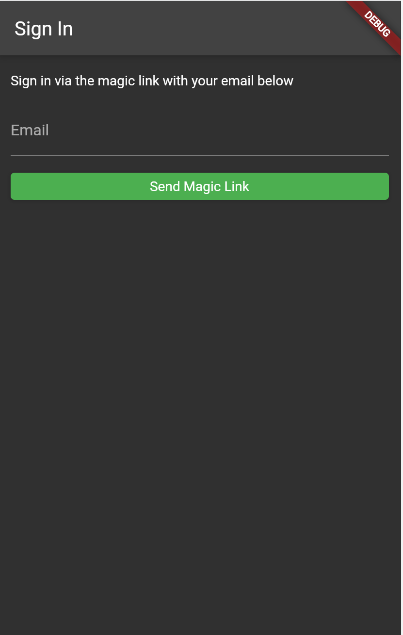 Sign In
DEBUG
Sign in via the magic link with your email below
Email
Send Magic Link